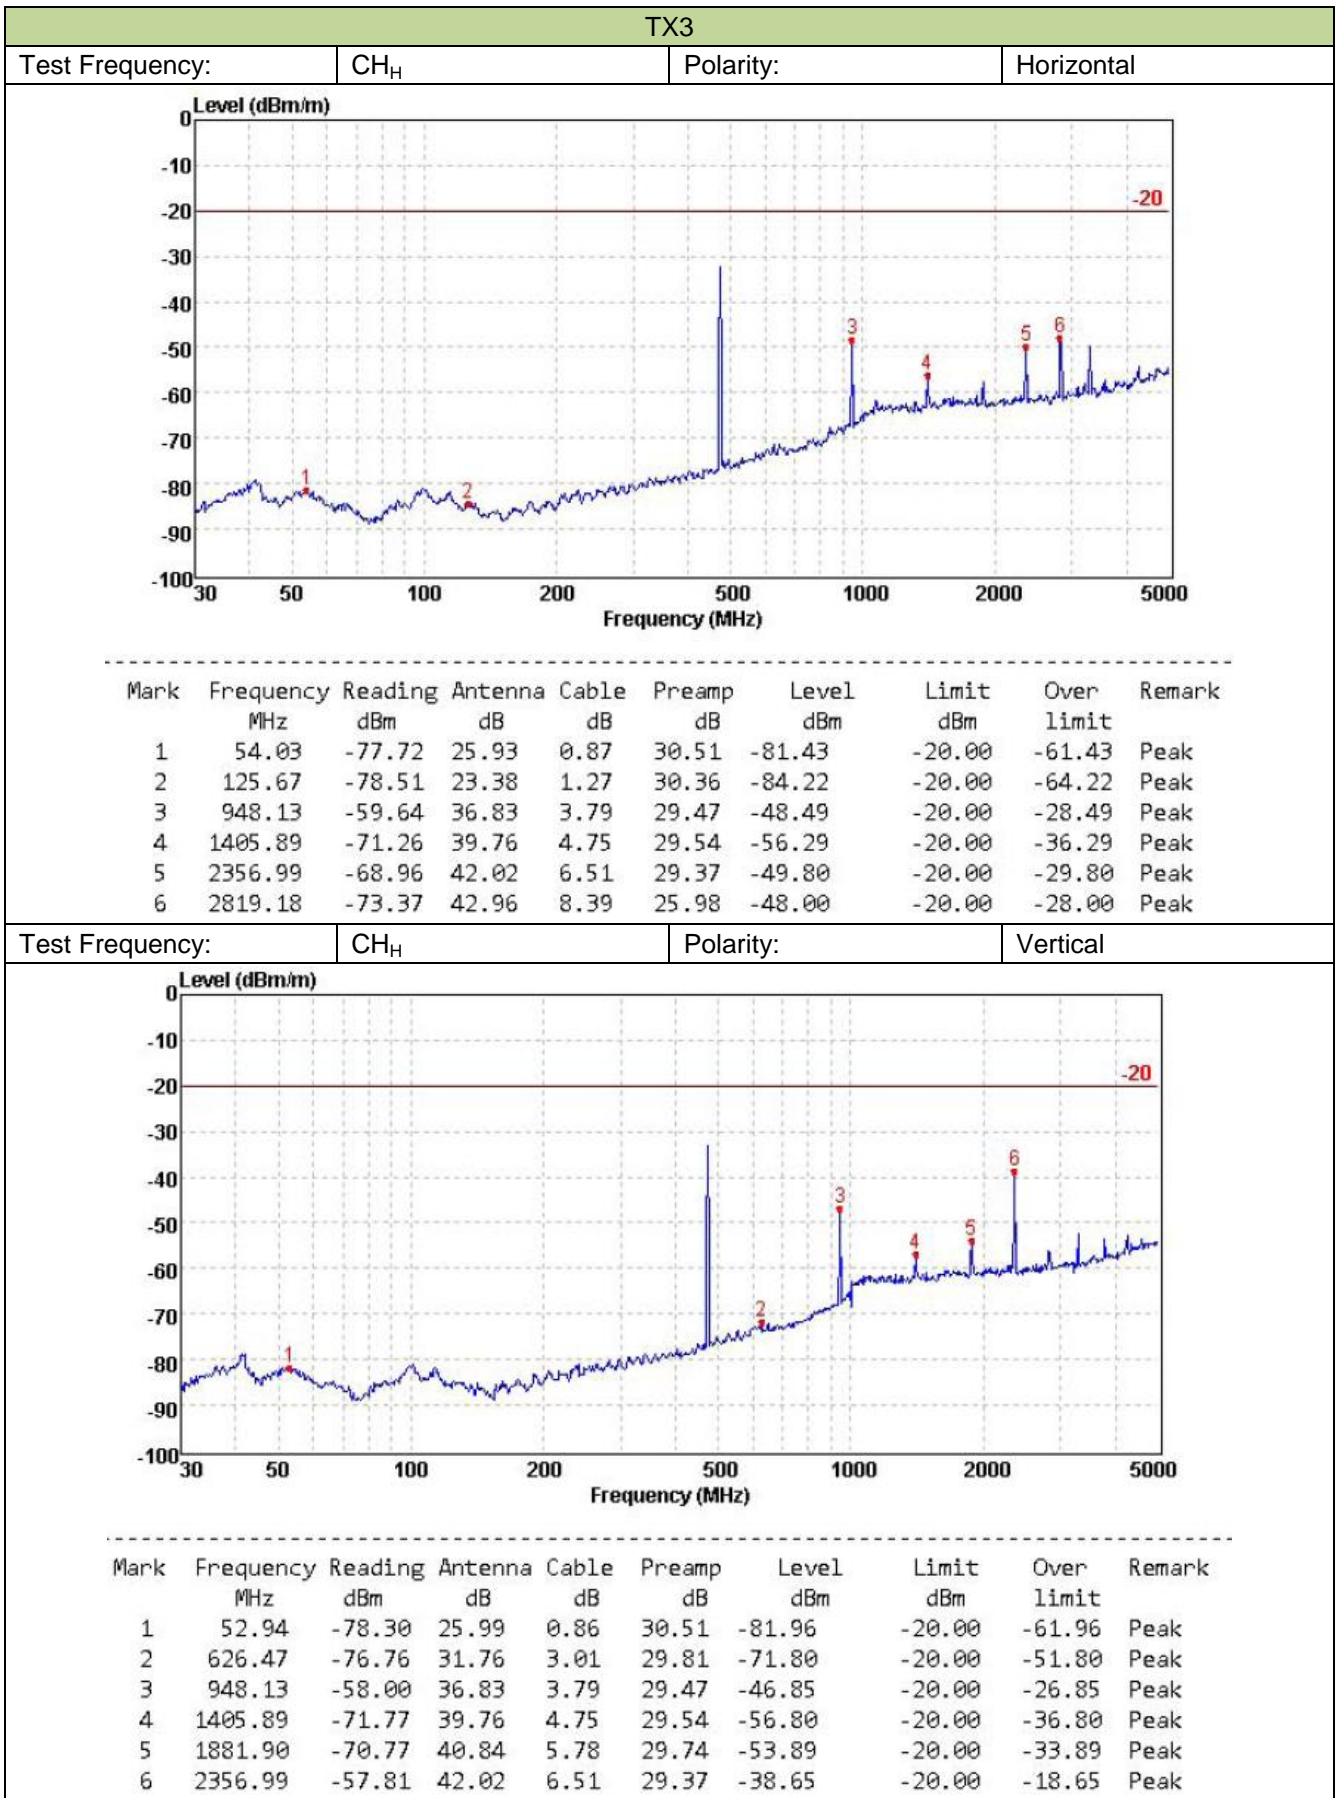 TX3
Test Frequency: CHH Polarity: Horizontal
Level (dBm/m)
0
-10
-20
-20
-30
-40
3
5 6
-50
4
-60
-70
1
2
-80
-90
-100
30 50 100 200 500 1000 2000 5000
Frequency (MHz)
Mark Frequency Reading Antenna Cable Preamp Level Limit Over Remark
MHz dBm dB dB dB dBm dBm limit
1 54.03 -77.72 25.93 0.87 30.51 -81.43 -20.00 -61.43 Peak
2 125.67 -78.51 23.38 1.27 30.36 -84.22 -20.00 -64.22 Peak
3 948.13 -59.64 36.83 3.79 29.47 -48.49 -20.00 -28.49 Peak
4 1405.89 -71.26 39.76 4.75 29.54 -56.29 -20.00 -36.29 Peak
5 2356.99 -68.96 42.02 6.51 29.37 -49.80 -20.00 -29.80 Peak
6 2819.18 -73.37 42.96 8.39 25.98 -48.00 -20.00 -28.00 Peak
Test Frequency: CHH Polarity: Vertical
Level (dBm/m)
0
-10
-20
-20
-30
6
-40
3
-50
4 5
-60
2
-70
1
-80
-90
-100
30 50 100 200 500 1000 2000 5000
Frequency (MHz)
Mark Frequency Reading Antenna Cable Preamp Level Limit Over Remark
MHz dBm dB dB dB dBm dBm limit
1 52.94 -78.30 25.99 0.86 30.51 -81.96 -20.00 -61.96 Peak
2 626.47 -76.76 31.76 3.01 29.81 -71.80 -20.00 -51.80 Peak
3 948.13 -58.00 36.83 3.79 29.47 -46.85 -20.00 -26.85 Peak
4 1405.89 -71.77 39.76 4.75 29.54 -56.80 -20.00 -36.80 Peak
5 1881.90 -70.77 40.84 5.78 29.74 -53.89 -20.00 -33.89 Peak
6 2356.99 -57.81 42.02 6.51 29.37 -38.65 -20.00 -18.65 Peak